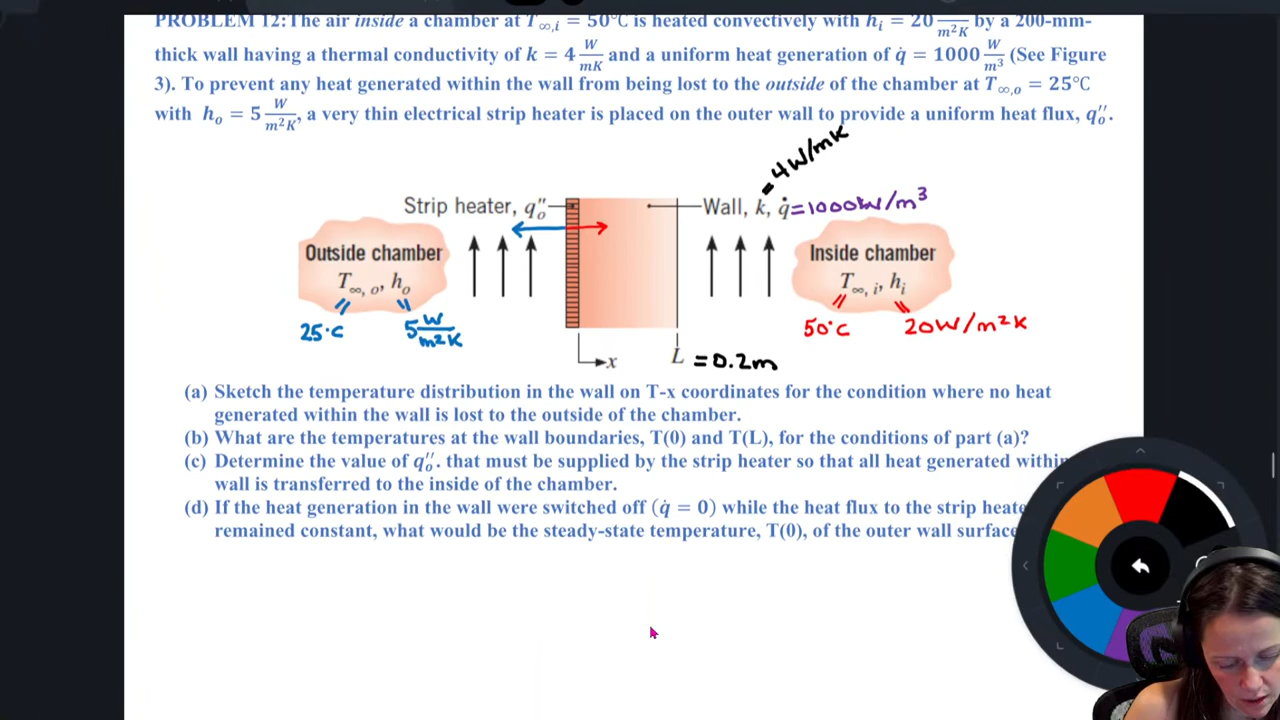 PROBLEM 12:The air inside a chamber at T∞,i = 50°C is heated convectively with hi = 20 /m²K by a 200-mm-
thick wall having a thermal conductivity of k = 4 W/mK and a uniform heat generation of q̇ = 1000 W/m³ (See Figure
3). To prevent any heat generated within the wall from being lost to the outside of the chamber at T∞,o = 25°C
with ho = 5 W/m²K, a very thin electrical strip heater is placed on the outer wall to provide a uniform heat flux, qo″.
= 4W/mK
Strip heater, qo″
Wall, k, q̇ =1000kW/m³
Outside chamber
T∞, o, ho
Inside chamber
T∞, i, hi
25°C
5 W/m²K
50°C
20W/m²K
x
L = 0.2m
(a) Sketch the temperature distribution in the wall on T-x coordinates for the condition where no heat
generated within the wall is lost to the outside of the chamber.
(b) What are the temperatures at the wall boundaries, T(0) and T(L), for the conditions of part (a)?
(c) Determine the value of qo″. that must be supplied by the strip heater so that all heat generated within
wall is transferred to the inside of the chamber.
(d) If the heat generation in the wall were switched off (q̇ = 0) while the heat flux to the strip heate
remained constant, what would be the steady-state temperature, T(0), of the outer wall surface